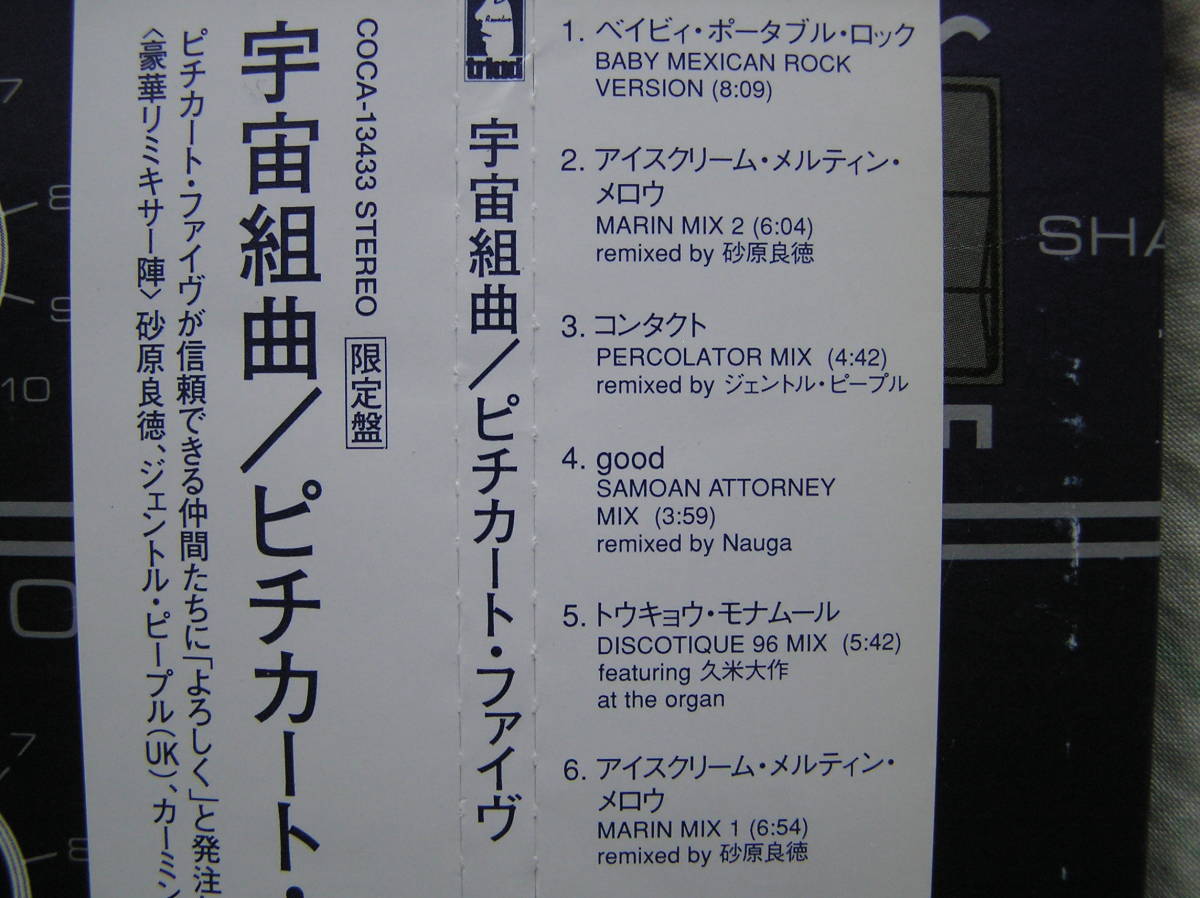 COCA-13433 STEREO 限定盤
宇宙組曲/ピチカート・
ピチカート・ファイヴが信頼できる仲間たちに「よろしく」と発注
〈豪華リミキサー陣〉砂原良徳、ジェントル・ピープル(UK)、カーミン
triad
宇宙組曲/ピチカート・ファイヴ
1. ベイビィ・ポータブル・ロック
BABY MEXICAN ROCK
VERSION (8:09)
2. アイスクリーム・メルティン・
メロウ
MARIN MIX 2 (6:04)
remixed by 砂原良徳
3. コンタクト
PERCOLATOR MIX (4:42)
remixed by ジェントル・ピープル
4. good
SAMOAN ATTORNEY
MIX (3:59)
remixed by Nauga
5. トウキョウ・モナムール
DISCOTIQUE 96 MIX (5:42)
featuring 久米大作
at the organ
6. アイスクリーム・メルティン・
メロウ
MARIN MIX 1 (6:54)
remixed by 砂原良徳
7
8
9
10
SHA
O
7
8